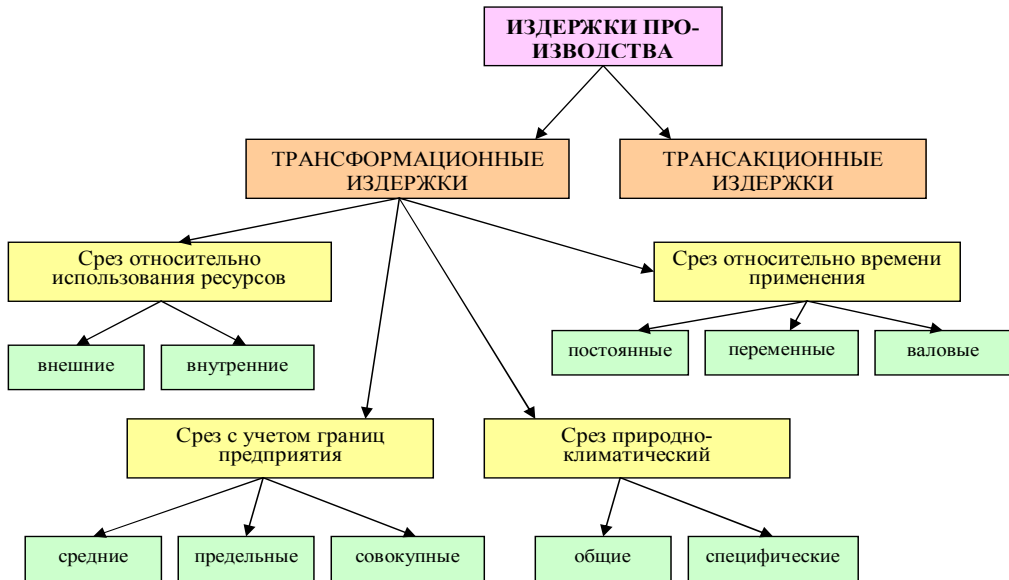 ИЗДЕРЖКИ ПРО-
ИЗВОДСТВА
ТРАНСФОРМАЦИОННЫЕ
ИЗДЕРЖКИ
ТРАНСАКЦИОННЫЕ
ИЗДЕРЖКИ
Срез относительно
использования ресурсов
Срез относительно времени
применения
внешние
внутренние
постоянные
переменные
валовые
Срез с учетом границ
предприятия
Срез природно-
климатический
средние
предельные
совокупные
общие
специфические